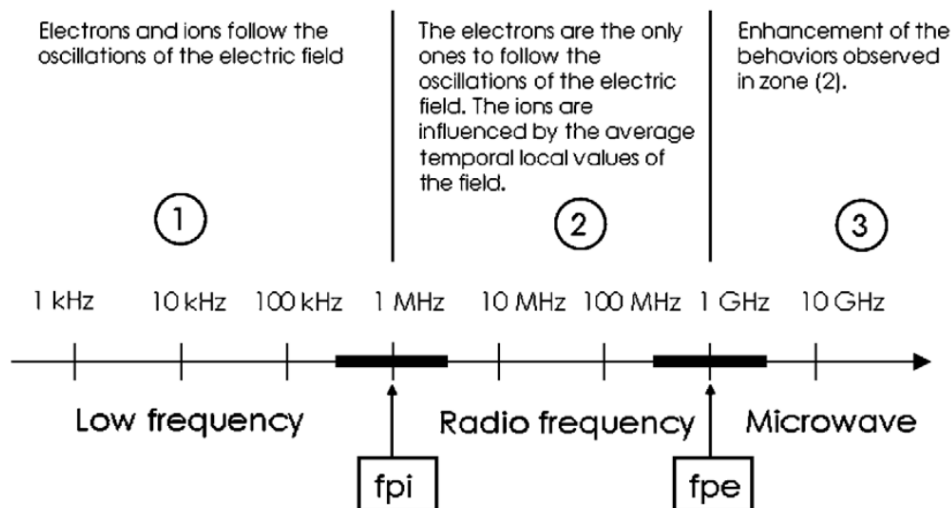 Electrons and ions follow the
oscillations of the electric field
The electrons are the only
ones to follow the
oscillations of the electric
field. The ions are
influenced by the average
temporal local values of
the field.
Enhancement of the
behaviors observed
in zone (2).
1
2
3
1 kHz 10 kHz 100 kHz 1 MHz 10 MHz 100 MHz 1 GHz 10 GHz
Low frequency Radio frequency Microwave
fpi fpe